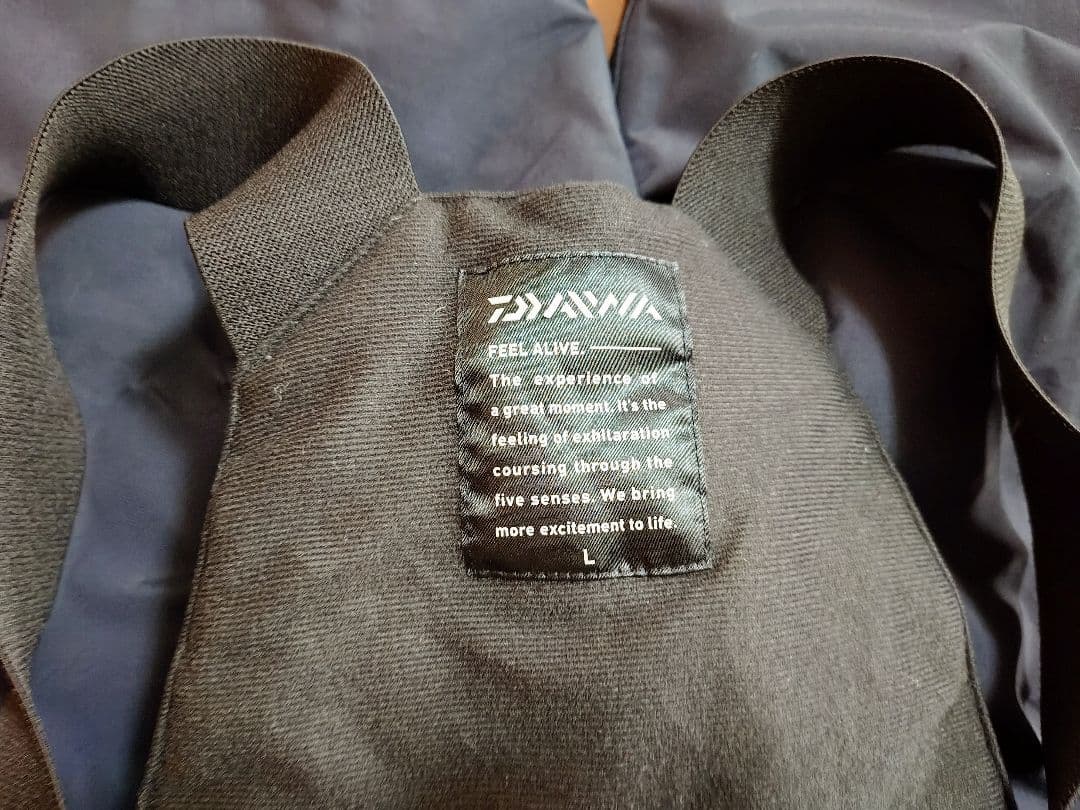 DAIWA
FEEL ALIVE.
The experience of
a great moment. It's the
feeling of exhilaration
coursing through the
five senses. We bring
more excitement to life.
L